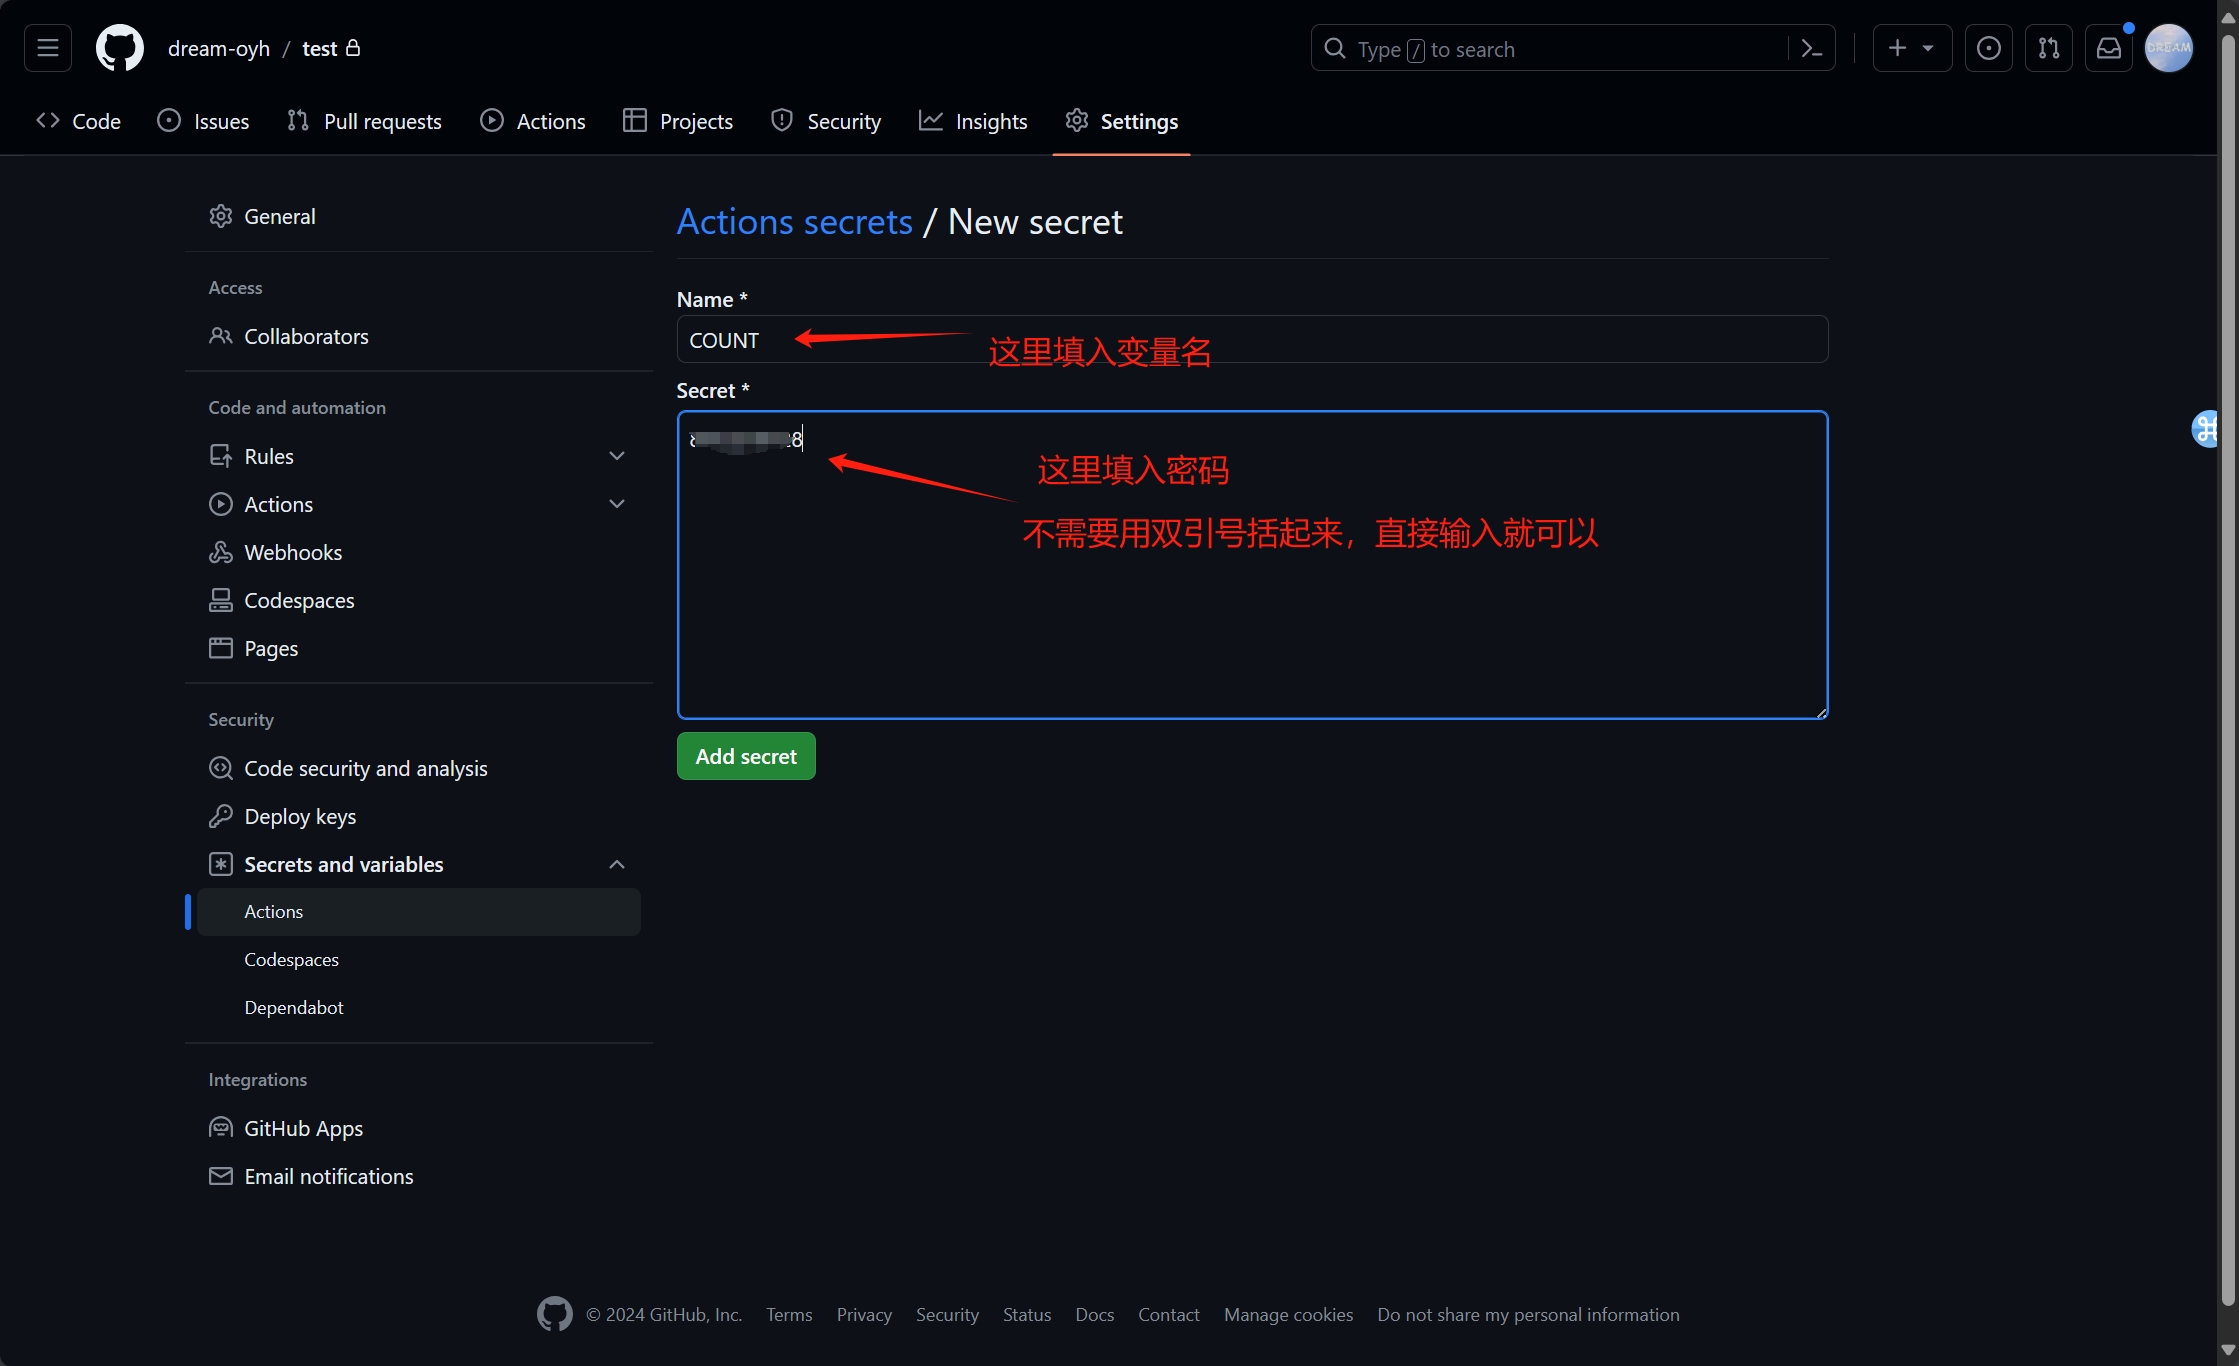 dream-oyh / test
Type / to search
DREAM
Code
Issues
Pull requests
Actions
Projects
Security
Insights
Settings
General
Access
Collaborators
Code and automation
Rules
Actions
Webhooks
Codespaces
Pages
Security
Code security and analysis
Deploy keys
Secrets and variables
Actions
Codespaces
Dependabot
Integrations
GitHub Apps
Email notifications
Actions secrets / New secret
Name *
COUNT
这里填入变量名
Secret *
8
这里填入密码
不需要用双引号括起来，直接输入就可以
Add secret
© 2024 GitHub, Inc.
Terms
Privacy
Security
Status
Docs
Contact
Manage cookies
Do not share my personal information